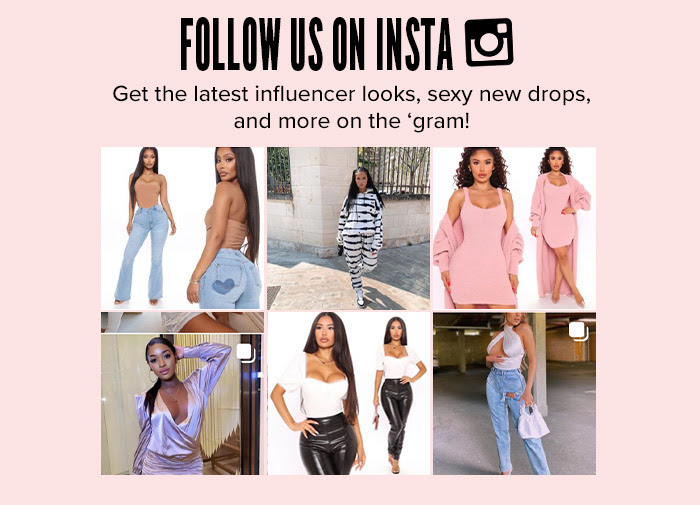 FOLLOW US ON INSTA
Get the latest influencer looks, sexy new drops,
and more on the ‘gram!